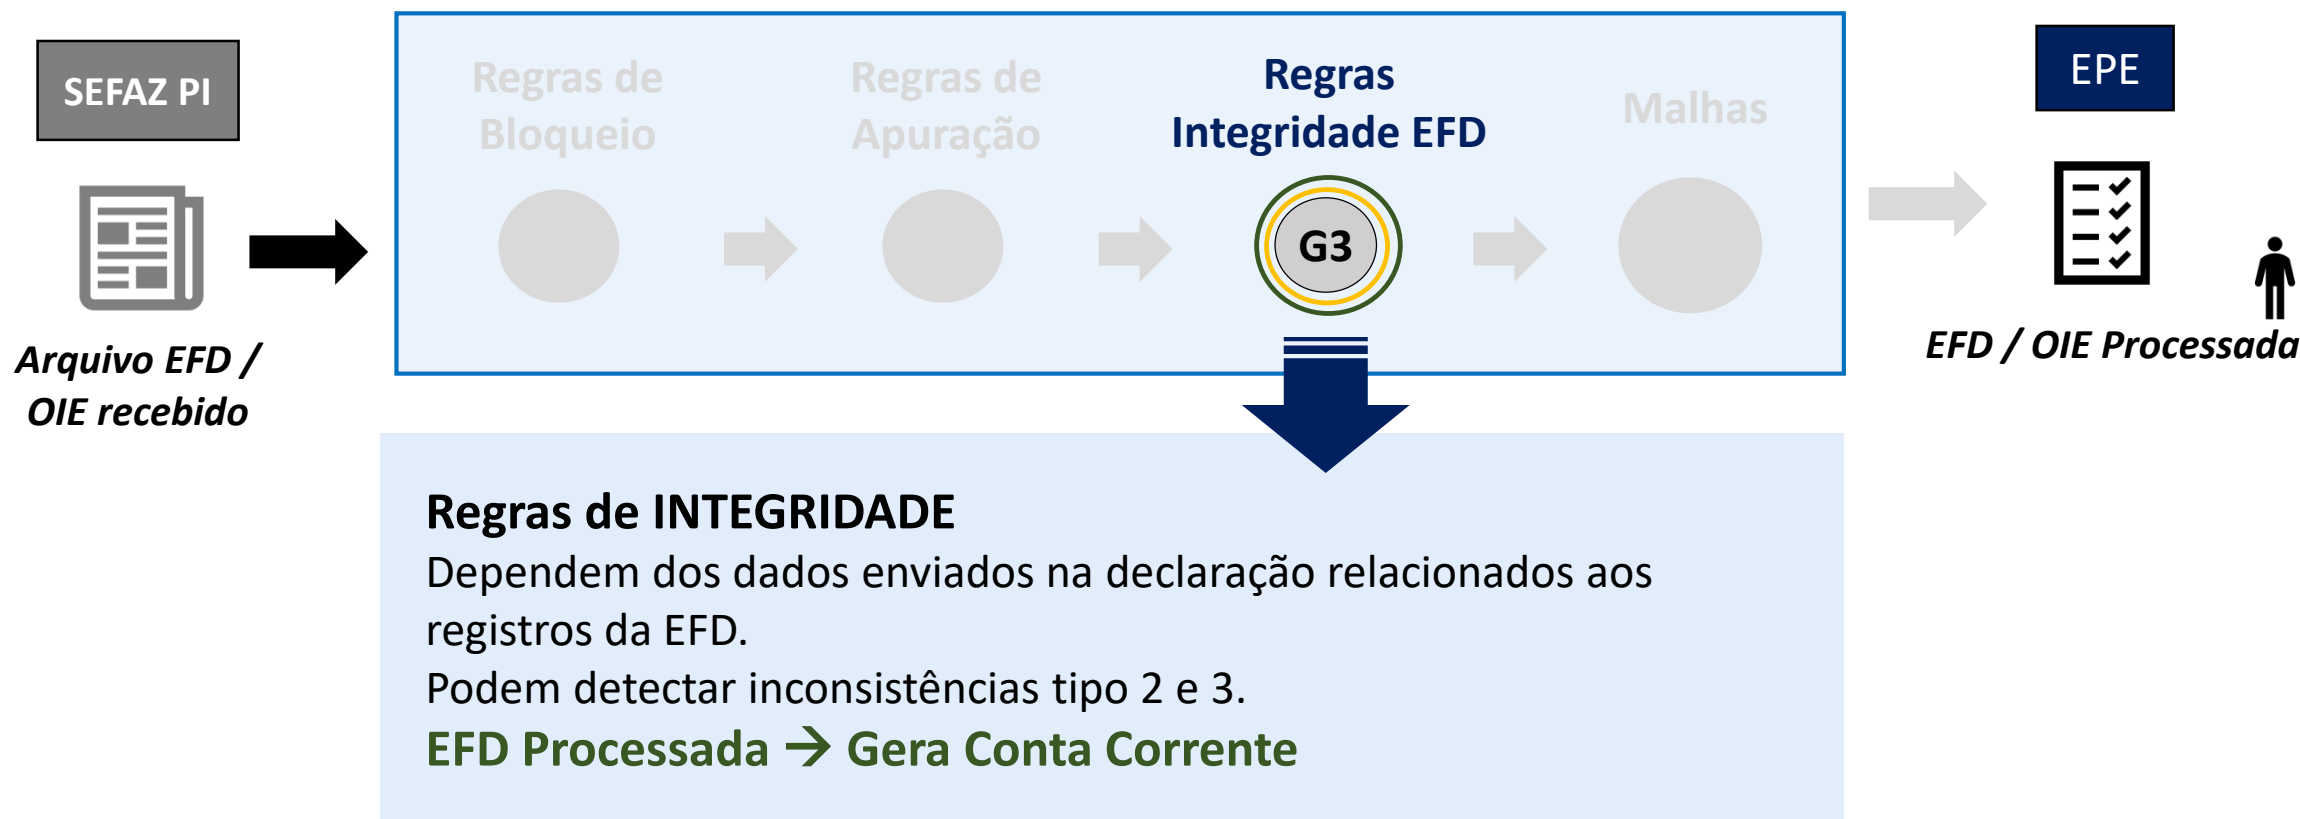 SEFAZ PI
Arquivo EFD /
OIE recebido
Regras de
Bloqueio
Regras de
Apuração
Regras
Integridade EFD
G3
Malhas
EPE
EFD / OIE Processada
Regras de INTEGRIDADE
Dependem dos dados enviados na declaração relacionados aos
registros da EFD.
Podem detectar inconsistências tipo 2 e 3.
EFD Processada → Gera Conta Corrente